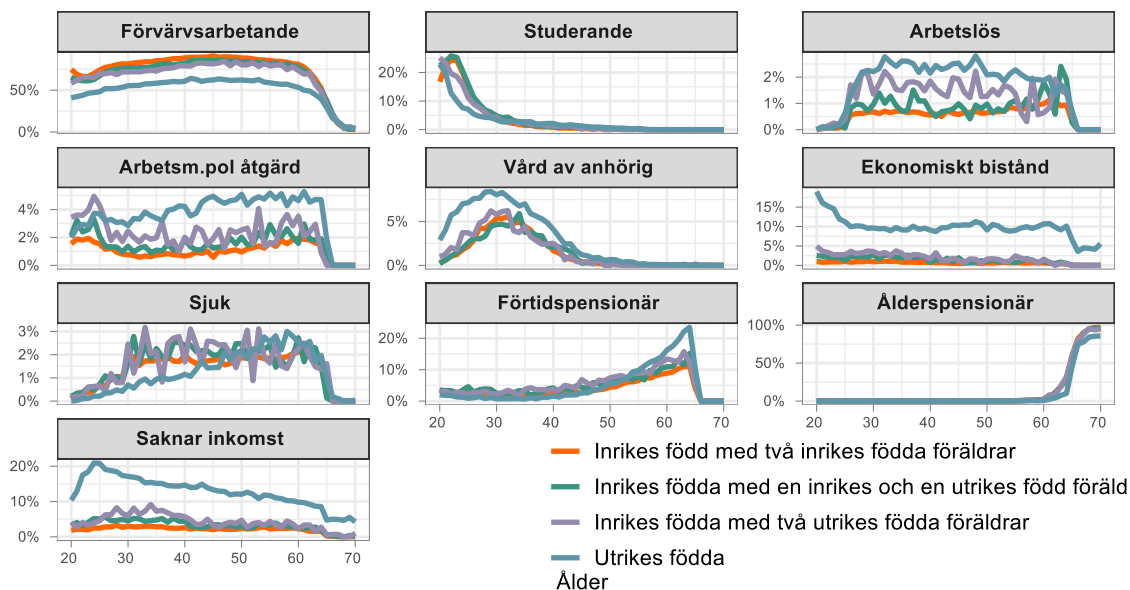 Förvärvsarbetande
Studerande
Arbetslös
50%
0%
20%
10%
0%
2%
1%
0%
Arbetsm.pol åtgärd
Vård av anhörig
Ekonomiskt bistånd
4%
2%
0%
5%
0%
15%
10%
5%
0%
Sjuk
Förtidspensionär
Ålderspensionär
3%
2%
1%
0%
20%
10%
0%
100%
50%
0%
20 30 40 50 60 70
20 30 40 50 60 70
Saknar inkomst
20%
10%
0%
20 30 40 50 60 70
Inrikes född med två inrikes födda föräldrar
Inrikes födda med en inrikes och en utrikes född föräld
Inrikes födda med två utrikes födda föräldrar
Utrikes födda
Ålder